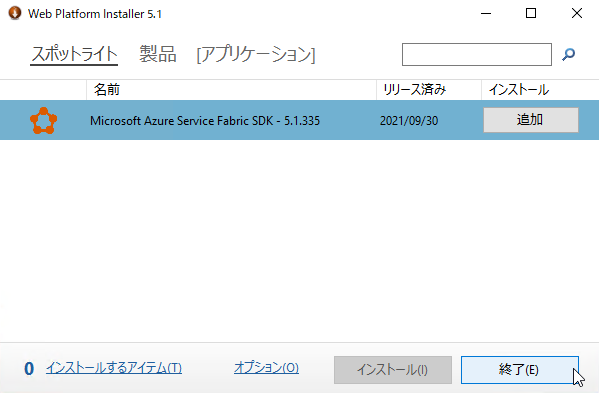 Web Platform Installer 5.1
スポットライト 製品 [アプリケーション]
名前 リリース済み インストール
Microsoft Azure Service Fabric SDK - 5.1.335 2021/09/30 追加
0 インストールするアイテム(T) オプション(O) インストール(I) 終了(E)